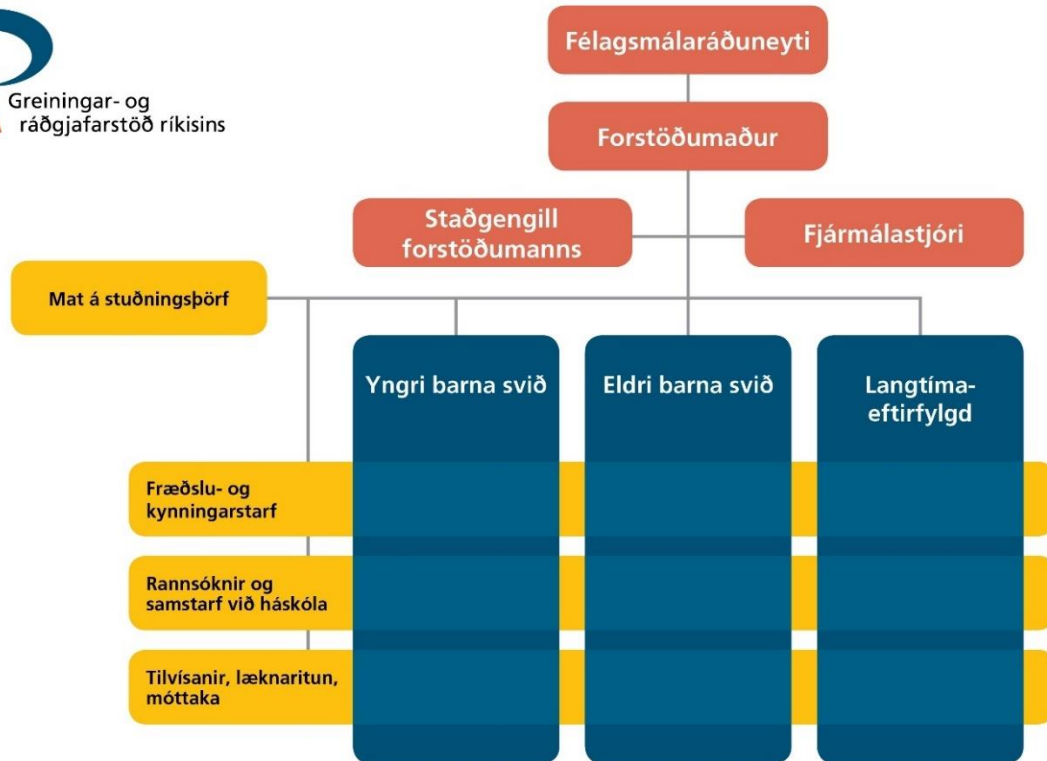 Greiningar- og
ráðgjafarstöð ríkisins
Félagsmálaráðuneyti
Forstöðumaður
Staðgengill
forstöðumanns
Fjármálastjóri
Mat á stuðningsþörf
Yngri barna svið
Eldri barna svið
Langtíma-
eftirfylgd
Fræðslu- og
kynningarstarf
Rannsóknir og
samstarf við háskóla
Tilvísanir, læknaritun,
móttaka